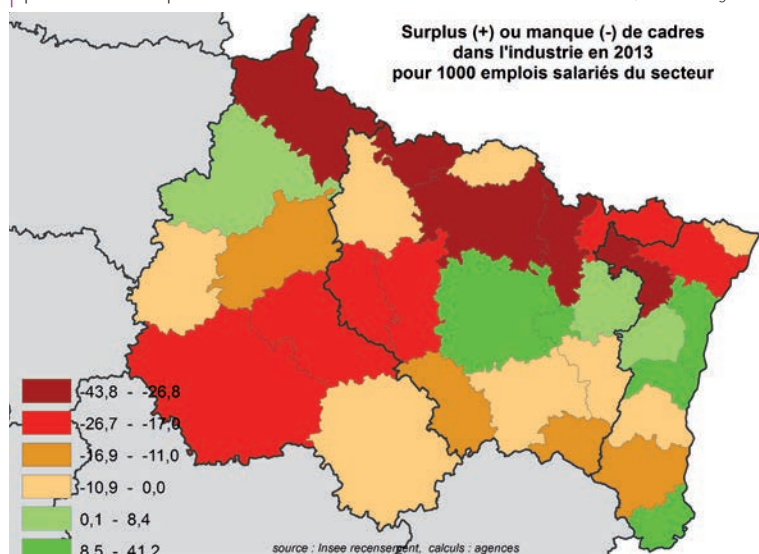 Surplus (+) ou manque (-) de cadres
dans l'industrie en 2013
pour 1000 emplois salariés du secteur
-43,8 - -26,8
-26,7 - -17,0
-16,9 - -11,0
-10,9 - 0,0
0,1 - 8,4
8,5 - 41,2
source : Insee recensement, calculs : agences